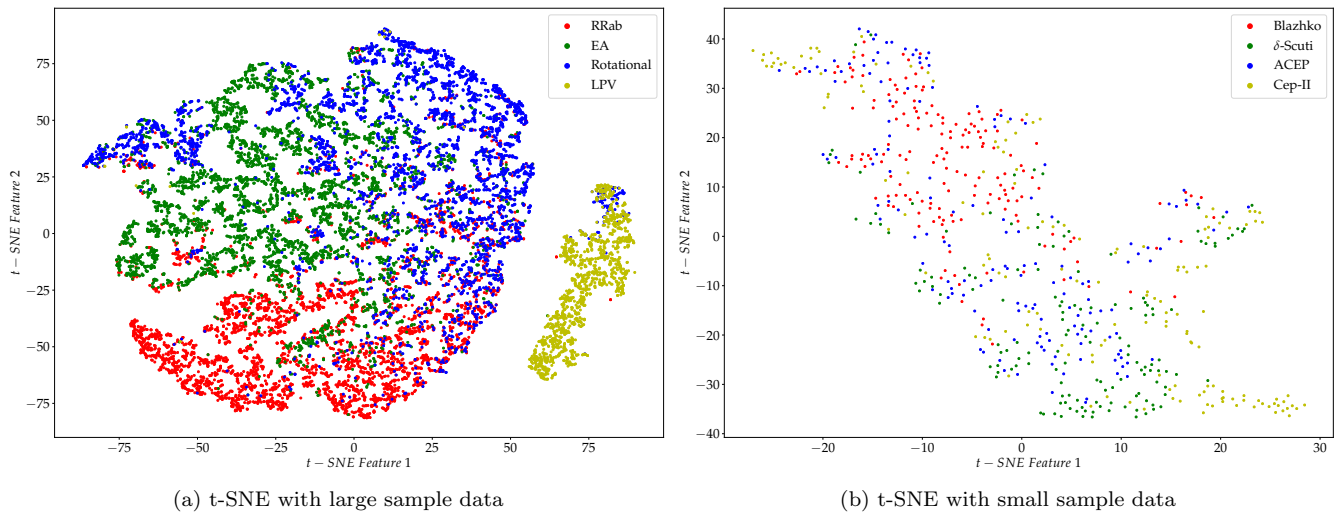 RRab
EA
Rotational
LPV
75
50
25
0
−25
−50
−75
t − SNE Feature 2
−75
−50
−25
0
25
50
75
t − SNE Feature 1
(a) t-SNE with large sample data
Blazhko
δ-Scuti
ACEP
Cep-II
40
30
20
10
0
−10
−20
−30
−40
t − SNE Feature 2
−20
−10
0
10
20
30
t − SNE Feature 1
(b) t-SNE with small sample data